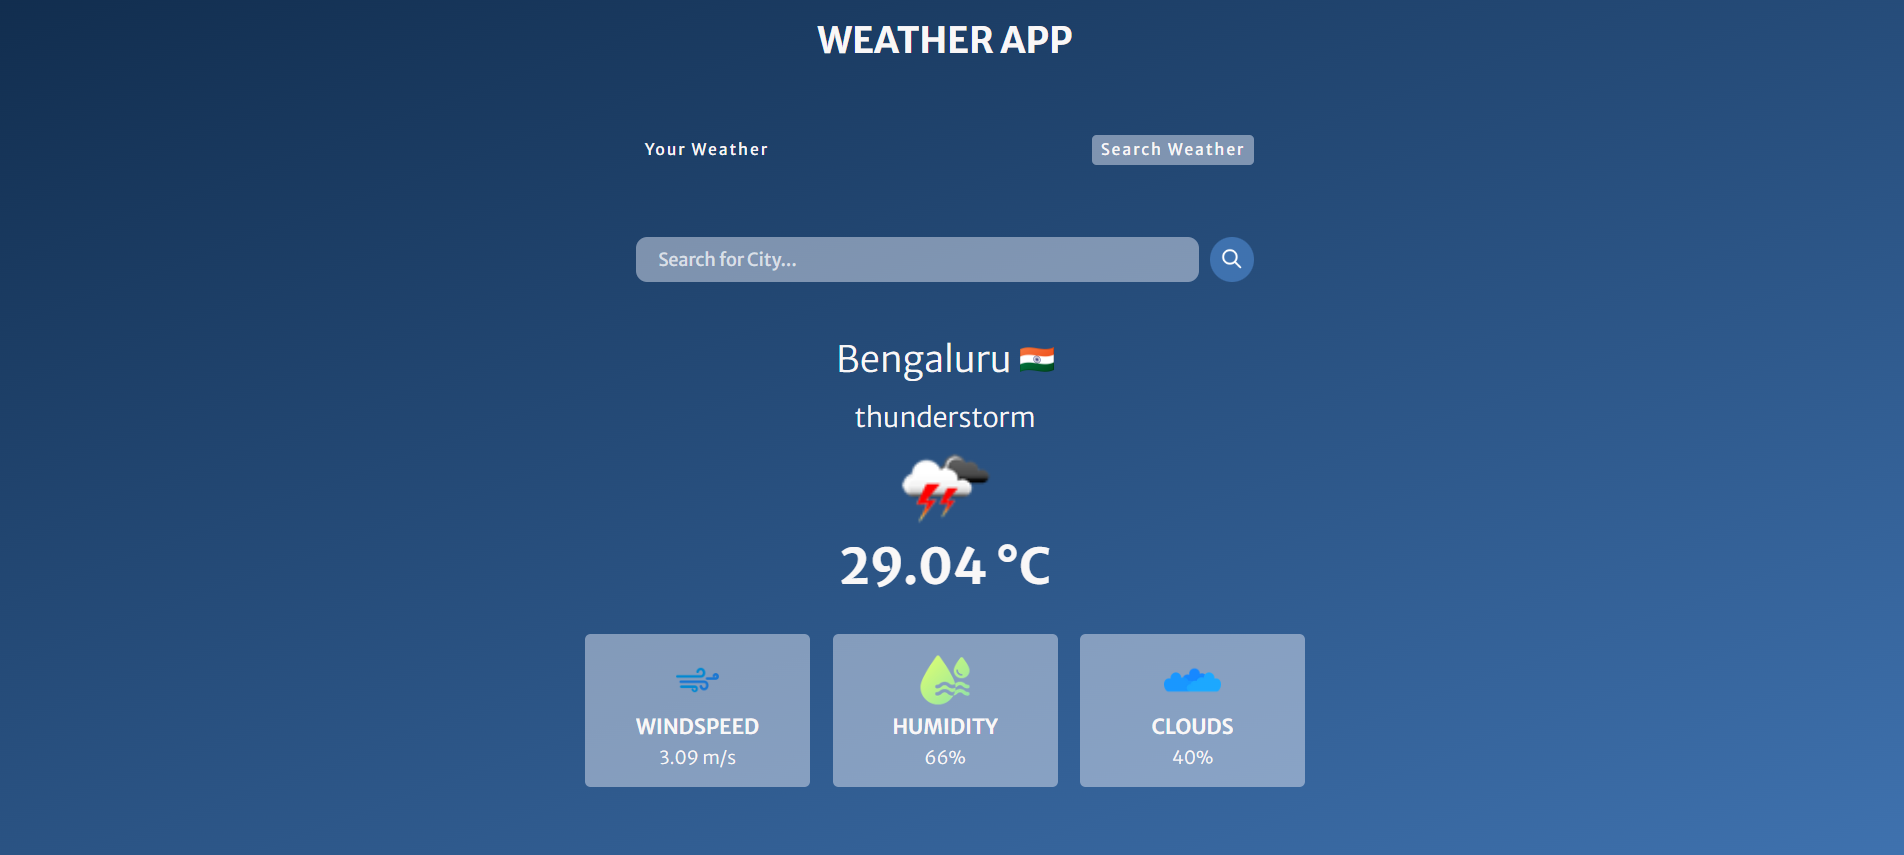 WEATHER APP
Your Weather
Search Weather
Search for City...
Bengaluru
thunderstorm
29.04 °C
WINDSPEED
3.09 m/s
HUMIDITY
66%
CLOUDS
40%